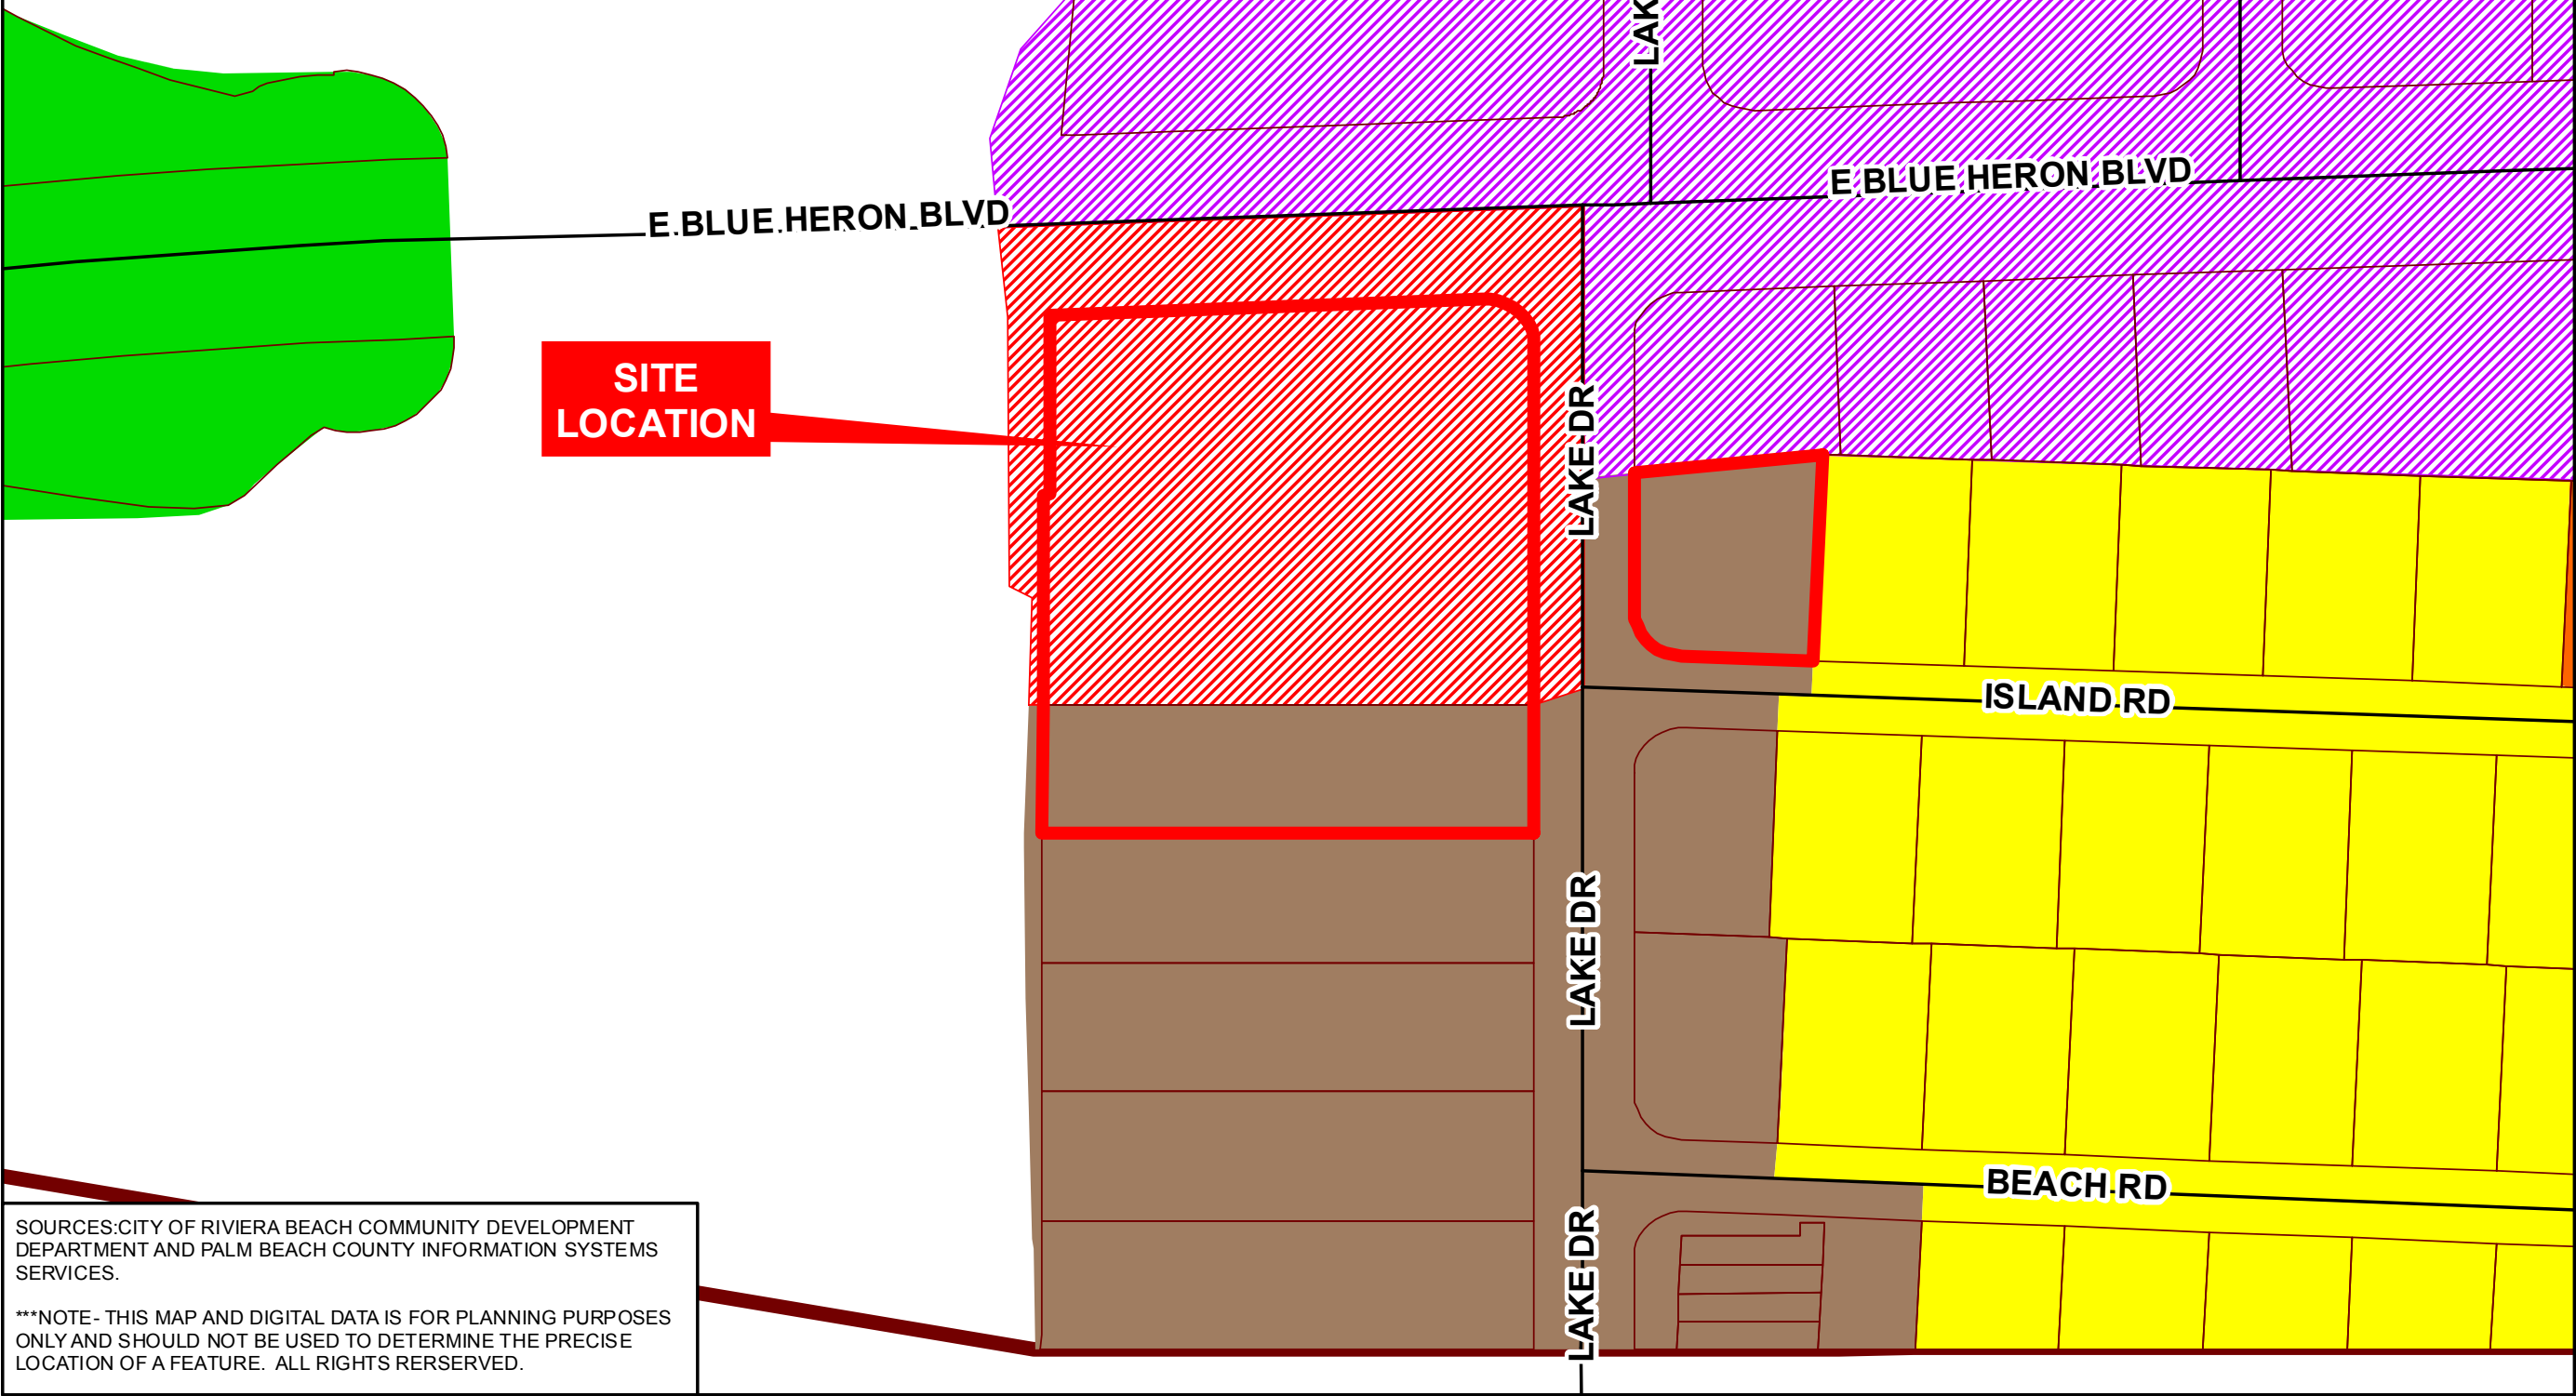 LAK
E BLUE HERON BLVD
E BLUE HERON BLVD
SITE
LOCATION
LAKE DR
ISLAND RD
LAKE DR
BEACH RD
LAKE DR
SOURCES:CITY OF RIVIERA BEACH COMMUNITY DEVELOPMENT
DEPARTMENT AND PALM BEACH COUNTY INFORMATION SYSTEMS
SERVICES.
***NOTE- THIS MAP AND DIGITAL DATA IS FOR PLANNING PURPOSES
ONLY AND SHOULD NOT BE USED TO DETERMINE THE PRECISE
LOCATION OF A FEATURE. ALL RIGHTS RERSERVED.